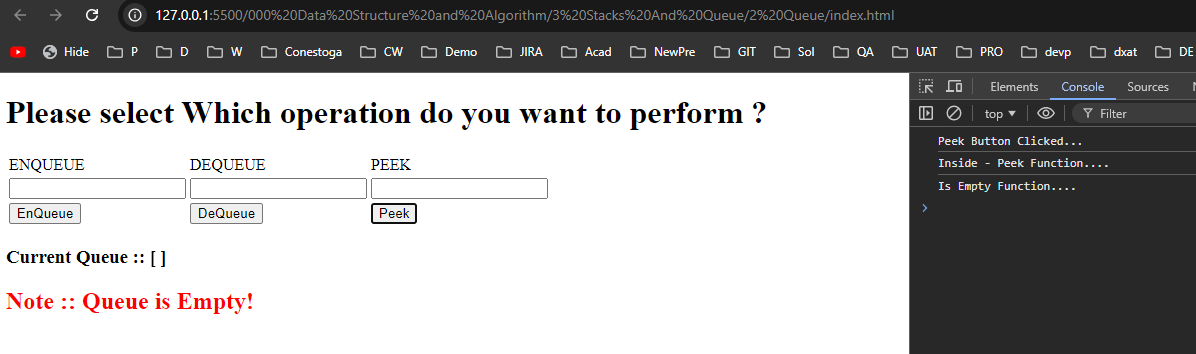 127.0.0.1:5500/000%20Data%20Structure%20and%20Algorithm/3%20Stacks%20And%20Queue/2%20Queue/index.html
Hide P D W Conestoga CW Demo JIRA Acad NewPre GIT Sol QA UAT PRO devp dxat DE
Elements Console Sources
top Filter
Please select Which operation do you want to perform ?
ENQUEUE DEQUEUE PEEK
EnQueue DeQueue Peek
Current Queue :: [ ]
Note :: Queue is Empty!
Peek Button Clicked...
Inside - Peek Function....
Is Empty Function....